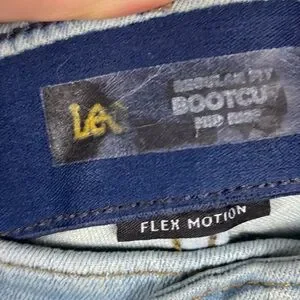 Lee
REGULAR FIT
BOOTCUT
MID RISE
FLEX MOTION